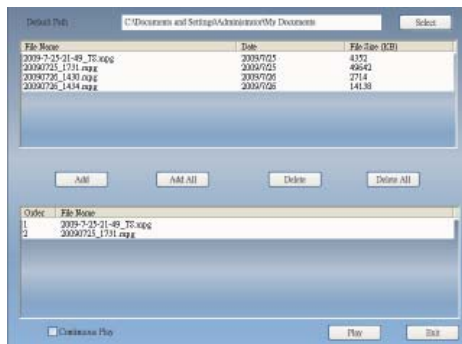 Default Path C:\Documents and Settings\Administrator\My Documents Select
File Name Date File Size (KB)
2009-7-25-21-49_TS.mpg 2009/7/25 4352
20090725_1731.mpg 2009/7/25 49642
20090726_1430.mpg 2009/7/26 2714
20090726_1434.mpg 2009/7/26 14138
Add Add All Delete Delete All
Order File Name
1 2009-7-25-21-49_TS.mpg
2 20090725_1731.mpg
Continuous Play Play Exit